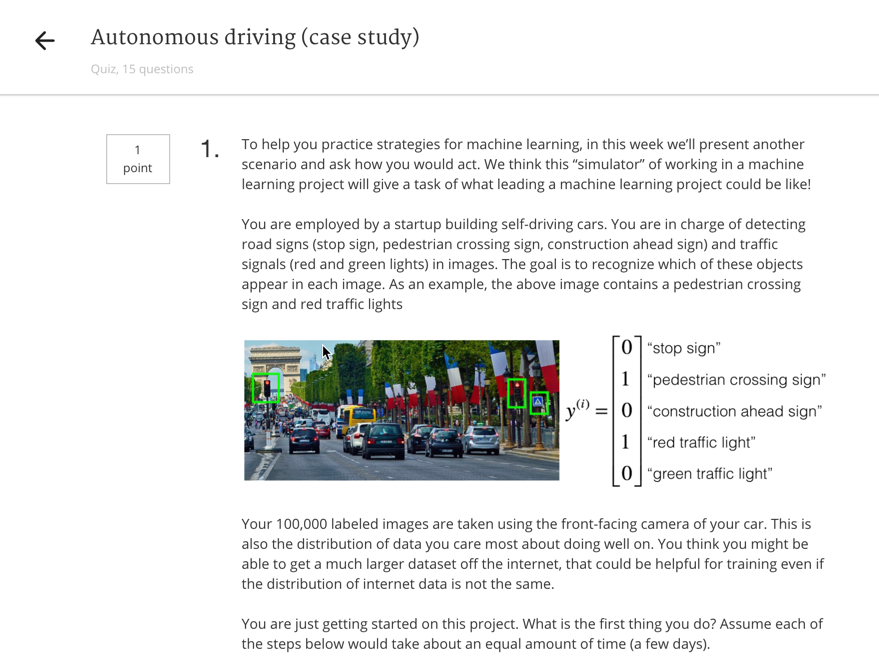 Autonomous driving (case study)
Quiz, 15 questions
1
point
1.
To help you practice strategies for machine learning, in this week we’ll present another
scenario and ask how you would act. We think this “simulator” of working in a machine
learning project will give a task of what leading a machine learning project could be like!
You are employed by a startup building self-driving cars. You are in charge of detecting
road signs (stop sign, pedestrian crossing sign, construction ahead sign) and traffic
signals (red and green lights) in images. The goal is to recognize which of these objects
appear in each image. As an example, the above image contains a pedestrian crossing
sign and red traffic lights
0 “stop sign”
1 “pedestrian crossing sign”
y(i) = 0 “construction ahead sign”
1 “red traffic light”
0 “green traffic light”
Your 100,000 labeled images are taken using the front-facing camera of your car. This is
also the distribution of data you care most about doing well on. You think you might be
able to get a much larger dataset off the internet, that could be helpful for training even if
the distribution of internet data is not the same.
You are just getting started on this project. What is the first thing you do? Assume each of
the steps below would take about an equal amount of time (a few days).